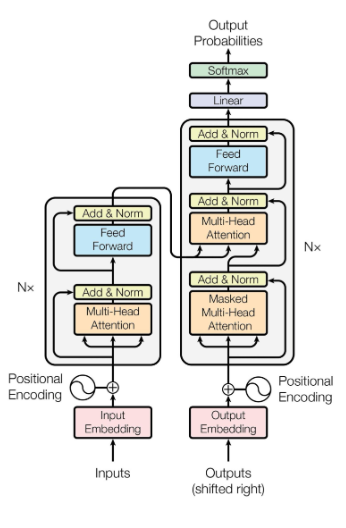 Output
Probabilities
Softmax
Linear
Add & Norm
Feed
Forward
Add & Norm
Multi-Head
Attention
Add & Norm
Masked
Multi-Head
Attention
N×
Add & Norm
Feed
Forward
Add & Norm
Multi-Head
Attention
N×
Positional
Encoding
Positional
Encoding
Input
Embedding
Output
Embedding
Inputs
Outputs
(shifted right)